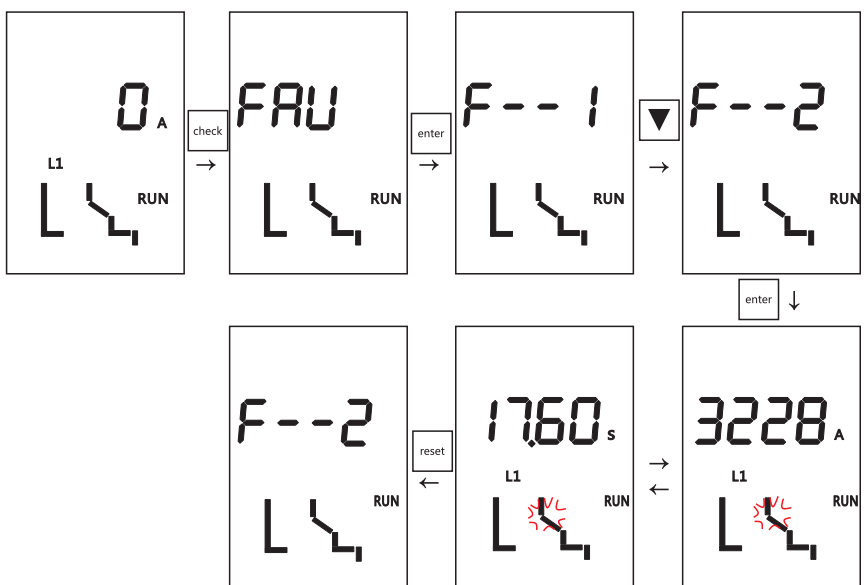 0 A
L1
RUN
check
→
FAU
RUN
enter
→
F--1
RUN
▼
→
F--2
RUN
enter ↓
3228 A
L1
RUN
→
←
17.60 s
L1
RUN
reset
←
F--2
RUN